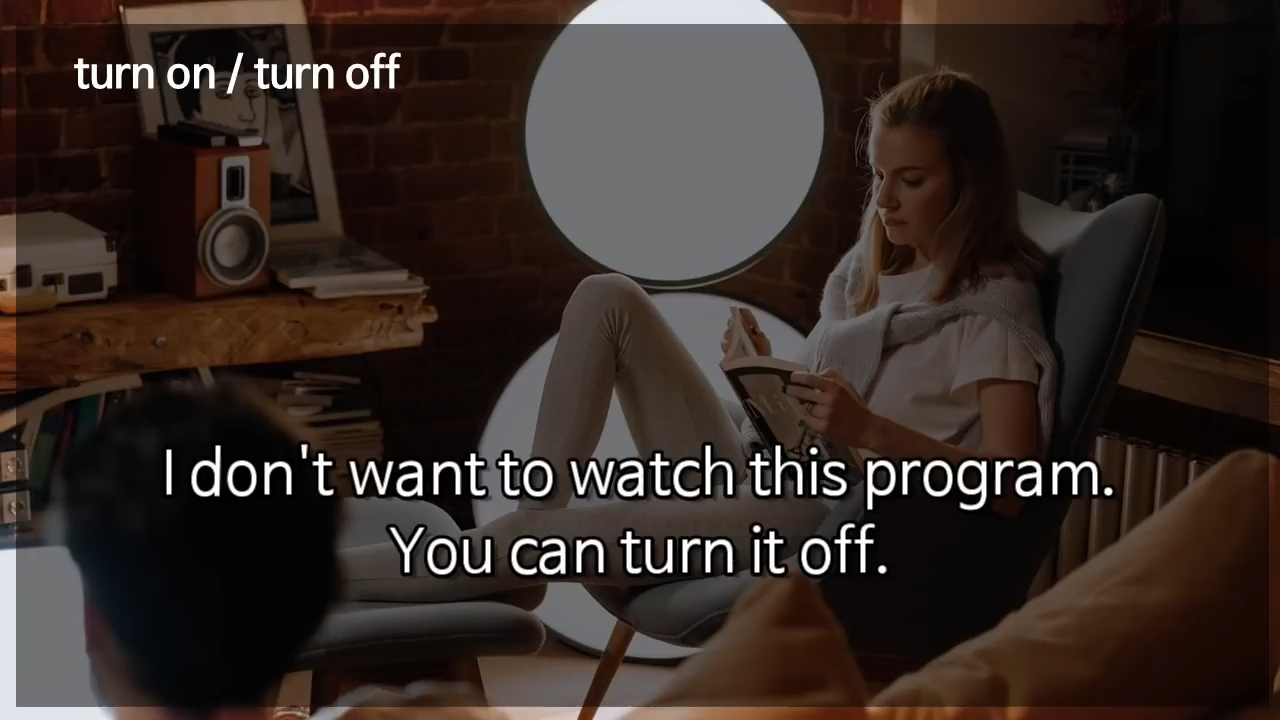 turn on / turn off
I don't want to watch this program.
You can turn it off.